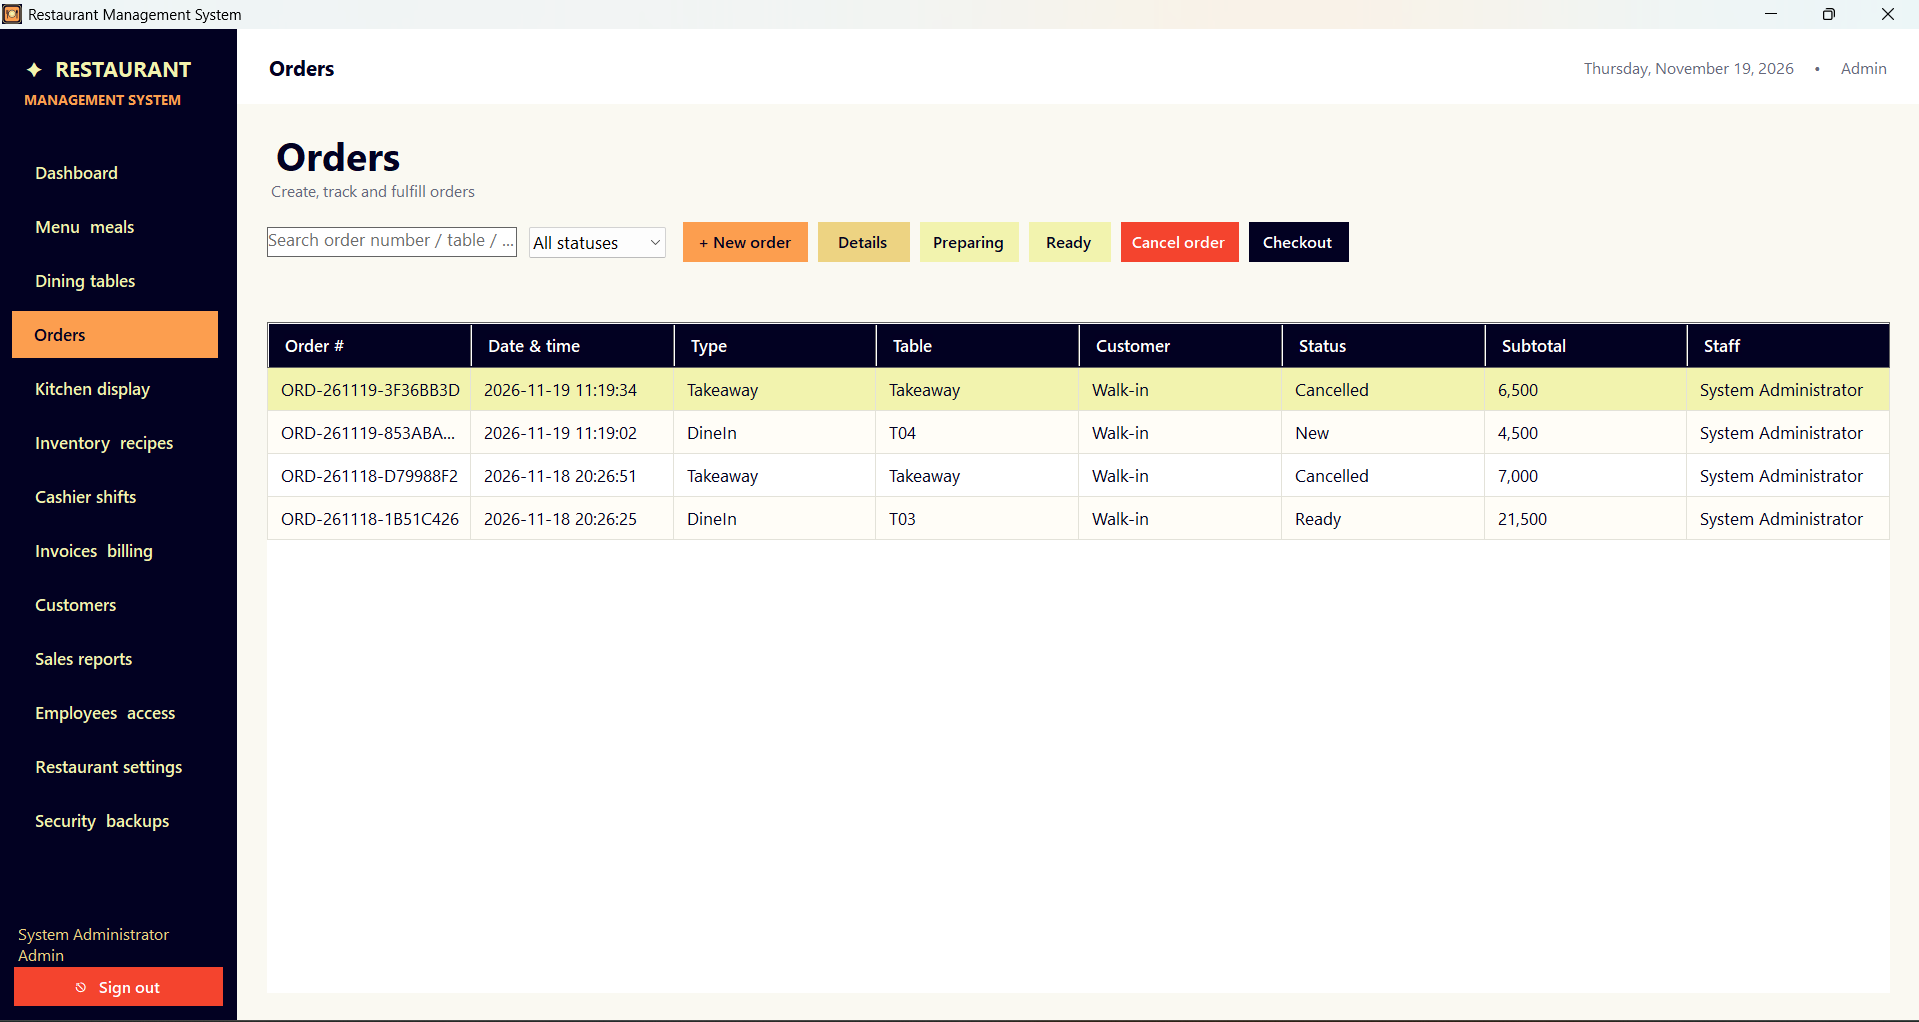 Restaurant Management System
✦ RESTAURANT
MANAGEMENT SYSTEM
Dashboard
Menu meals
Dining tables
Orders
Kitchen display
Inventory recipes
Cashier shifts
Invoices billing
Customers
Sales reports
Employees access
Restaurant settings
Security backups
System Administrator
Admin
Sign out
Orders
Thursday, November 19, 2026 • Admin
Orders
Create, track and fulfill orders
Search order number / table / ... All statuses + New order Details Preparing Ready Cancel order Checkout
Order # Date & time Type Table Customer Status Subtotal Staff
ORD-261119-3F36BB3D 2026-11-19 11:19:34 Takeaway Takeaway Walk-in Cancelled 6,500 System Administrator
ORD-261119-853ABA... 2026-11-19 11:19:02 DineIn T04 Walk-in New 4,500 System Administrator
ORD-261118-D79988F2 2026-11-18 20:26:51 Takeaway Takeaway Walk-in Cancelled 7,000 System Administrator
ORD-261118-1B51C426 2026-11-18 20:26:25 DineIn T03 Walk-in Ready 21,500 System Administrator